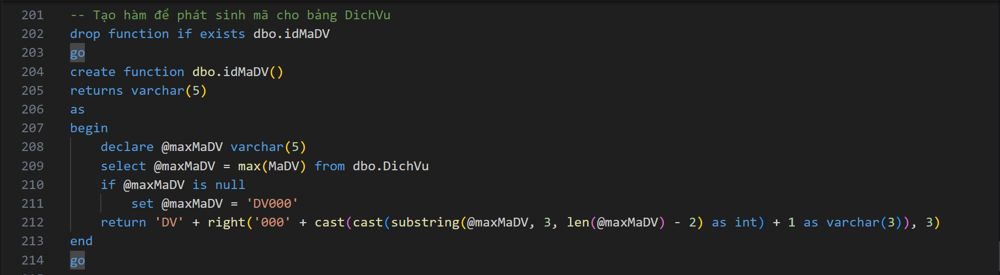 201 -- Tạo hàm để phát sinh mã cho bảng DichVu
202 drop function if exists dbo.idMaDV
203 go
204 create function dbo.idMaDV()
205 returns varchar(5)
206 as
207 begin
208 declare @maxMaDV varchar(5)
209 select @maxMaDV = max(MaDV) from dbo.DichVu
210 if @maxMaDV is null
211 set @maxMaDV = 'DV000'
212 return 'DV' + right('000' + cast(cast(substring(@maxMaDV, 3, len(@maxMaDV) - 2) as int) + 1 as varchar(3)), 3)
213 end
214 go